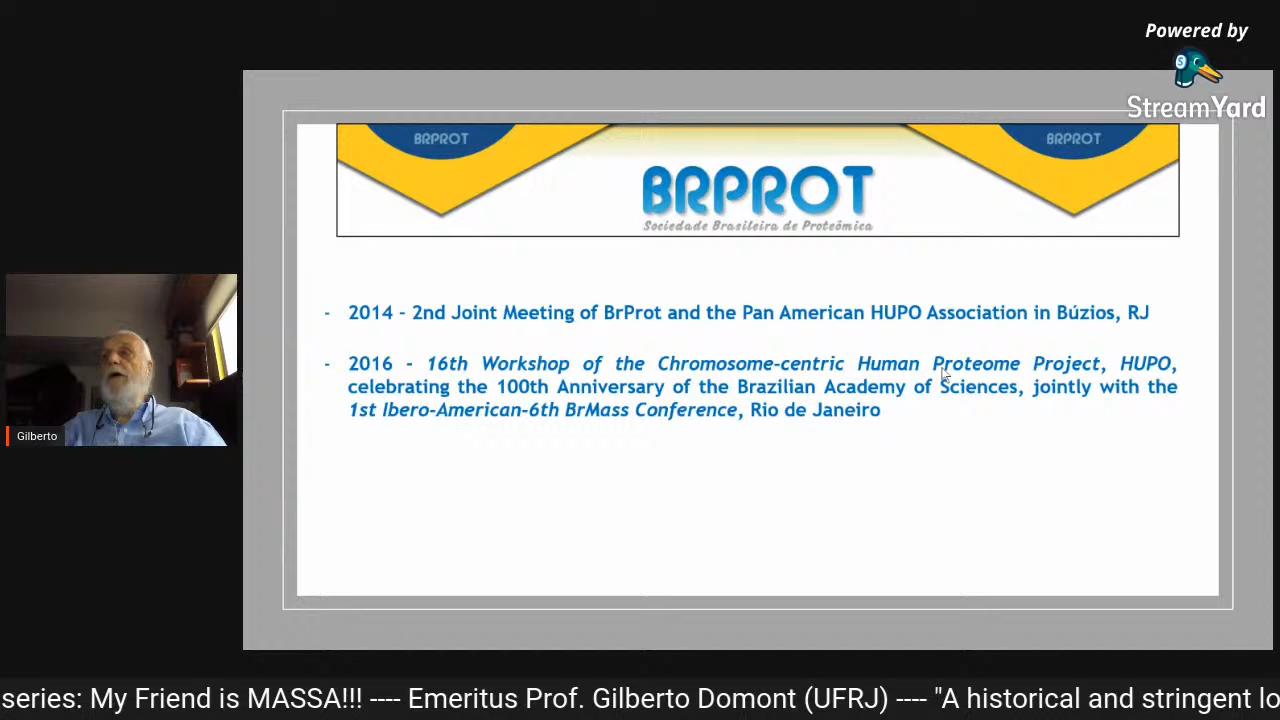 Powered by
StreamYard
BRPROT
BRPROT
BRPROT
Sociedade Brasileira de Proteômica
- 2014 - 2nd Joint Meeting of BrProt and the Pan American HUPO Association in Búzios, RJ
- 2016 - 16th Workshop of the Chromosome-centric Human Proteome Project, HUPO,
celebrating the 100th Anniversary of the Brazilian Academy of Sciences, jointly with the
1st Ibero-American-6th BrMass Conference, Rio de Janeiro
Gilberto
series: My Friend is MASSA!!! ---- Emeritus Prof. Gilberto Domont (UFRJ) ---- "A historical and stringent lo